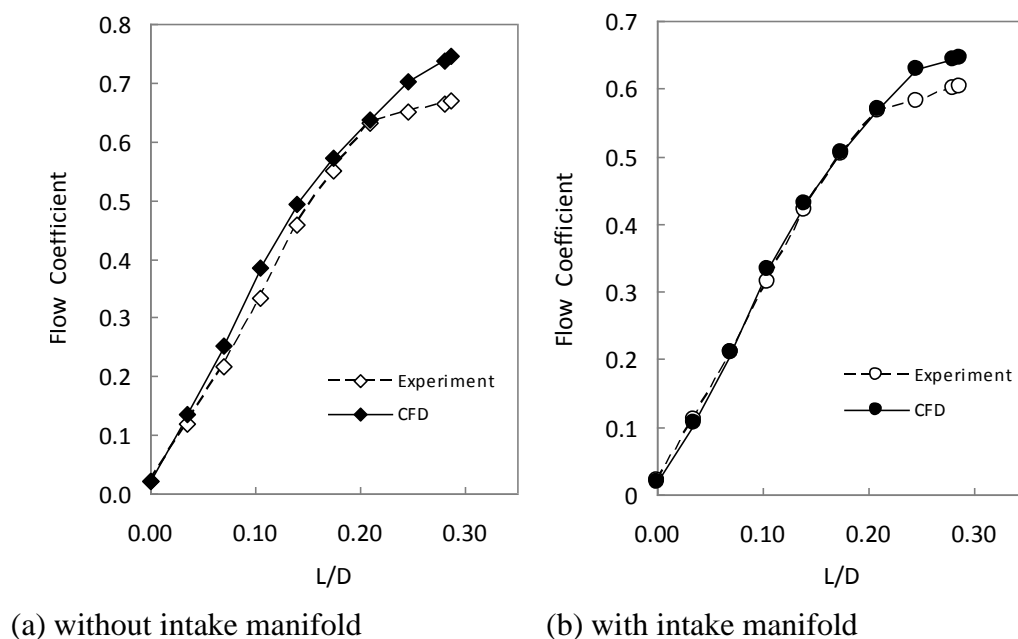 0.8
0.7
0.6
0.5
0.4
0.3
0.2
0.1
0.0
Flow Coefficient
Experiment
CFD
0.00 0.10 0.20 0.30
L/D
(a) without intake manifold
0.7
0.6
0.5
0.4
0.3
0.2
0.1
0
Flow Coefficient
Experiment
CFD
0.00 0.10 0.20 0.30
L/D
(b) with intake manifold